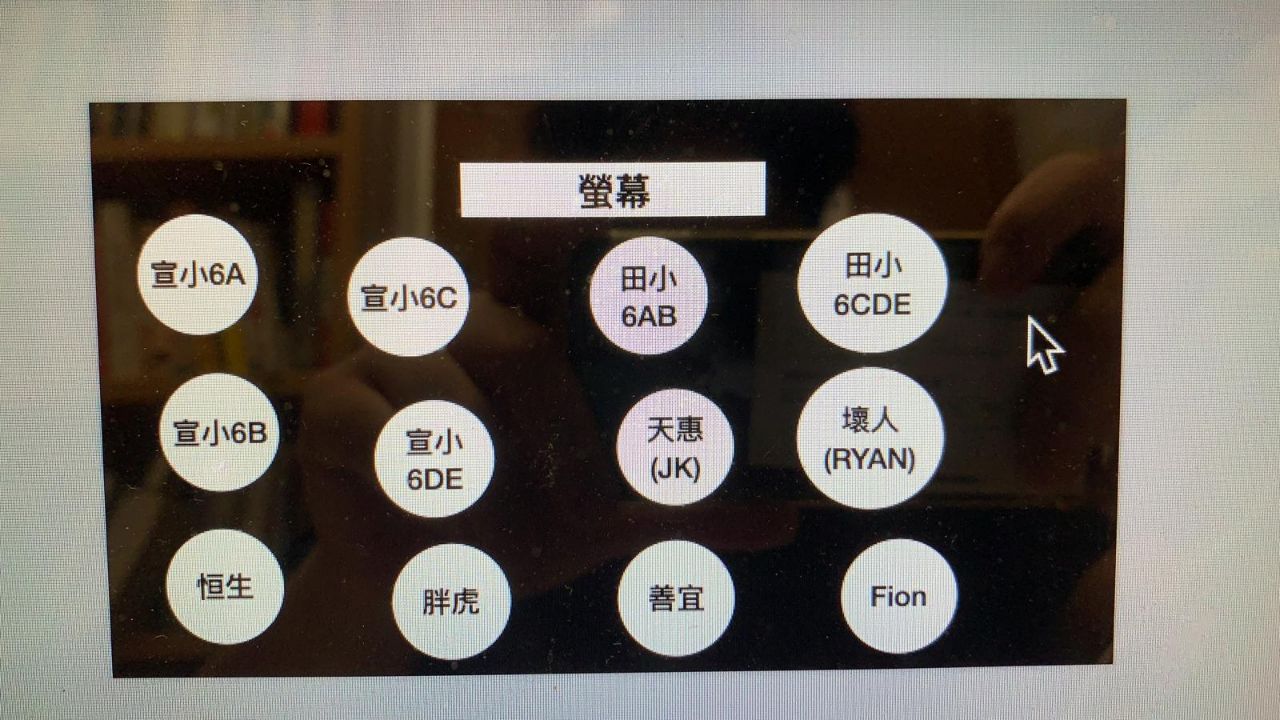 螢幕
宣小6A
宣小6C
田小
6AB
田小
6CDE
宣小6B
宣小
6DE
天惠
(JK)
壞人
(RYAN)
恒生
胖虎
善宜
Fion